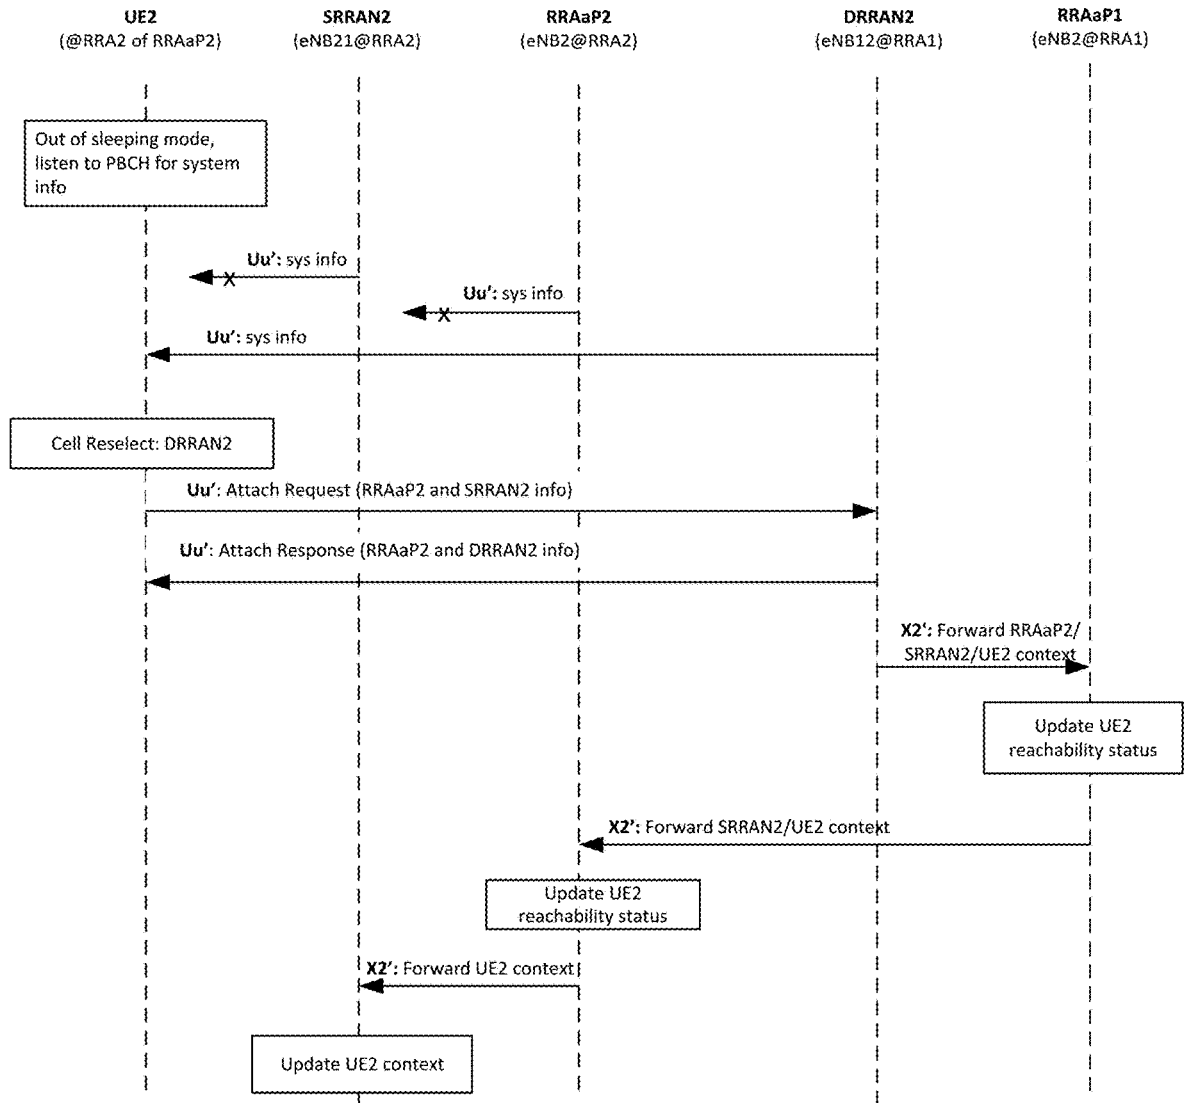 UE2
(@RRA2 of RRAaP2)
SRRAN2
(eNB21@RRA2)
RRAaP2
(eNB2@RRA2)
DRRAN2
(eNB12@RRA1)
RRAaP1
(eNB2@RRA1)
Out of sleeping mode,
listen to PBCH for system
info
Uu': sys info
X
Uu': sys info
X
Uu': sys info
Cell Reselect: DRRAN2
Uu': Attach Request (RRAaP2 and SRRAN2 info)
Uu': Attach Response (RRAaP2 and DRRAN2 info)
X2': Forward RRAaP2/
SRRAN2/UE2 context
Update UE2
reachability status
X2': Forward SRRAN2/UE2 context
Update UE2
reachability status
X2': Forward UE2 context
Update UE2 context